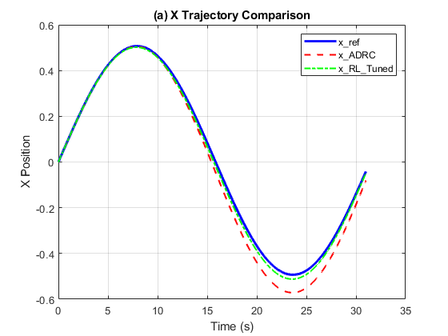 (a) X Trajectory Comparison
0.6
0.4
0.2
0
-0.2
-0.4
-0.6
X Position
x_ref
x_ADRC
x_RL_Tuned
0 5 10 15 20 25 30 35
Time (s)